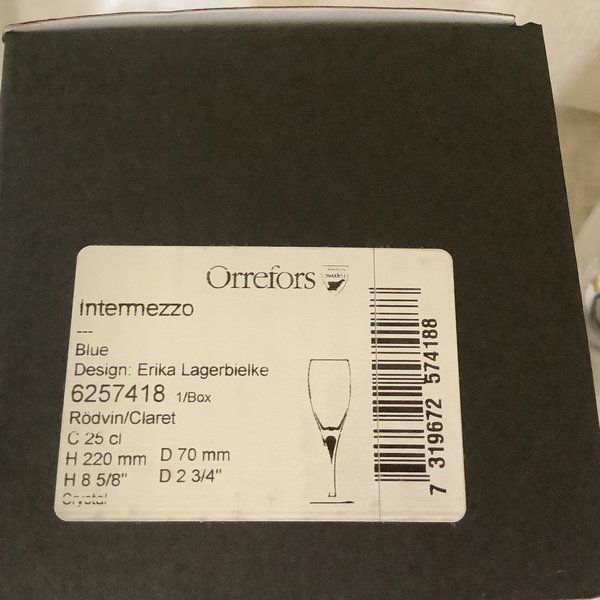 Orrefors
Intermezzo
---
Blue
Design: Erika Lagerbielke
6257418 1/Box
Rödvin/Claret
C 25 cl
H 220 mm D 70 mm
H 8 5/8" D 2 3/4"
Crystal
7 319672 574188